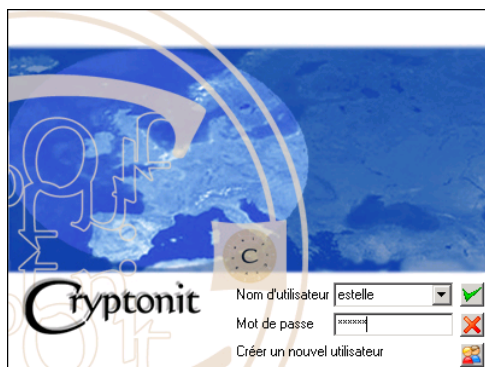 C
Cryptonit
Nom d'utilisateur estelle
Mot de passe ******
Créer un nouvel utilisateur